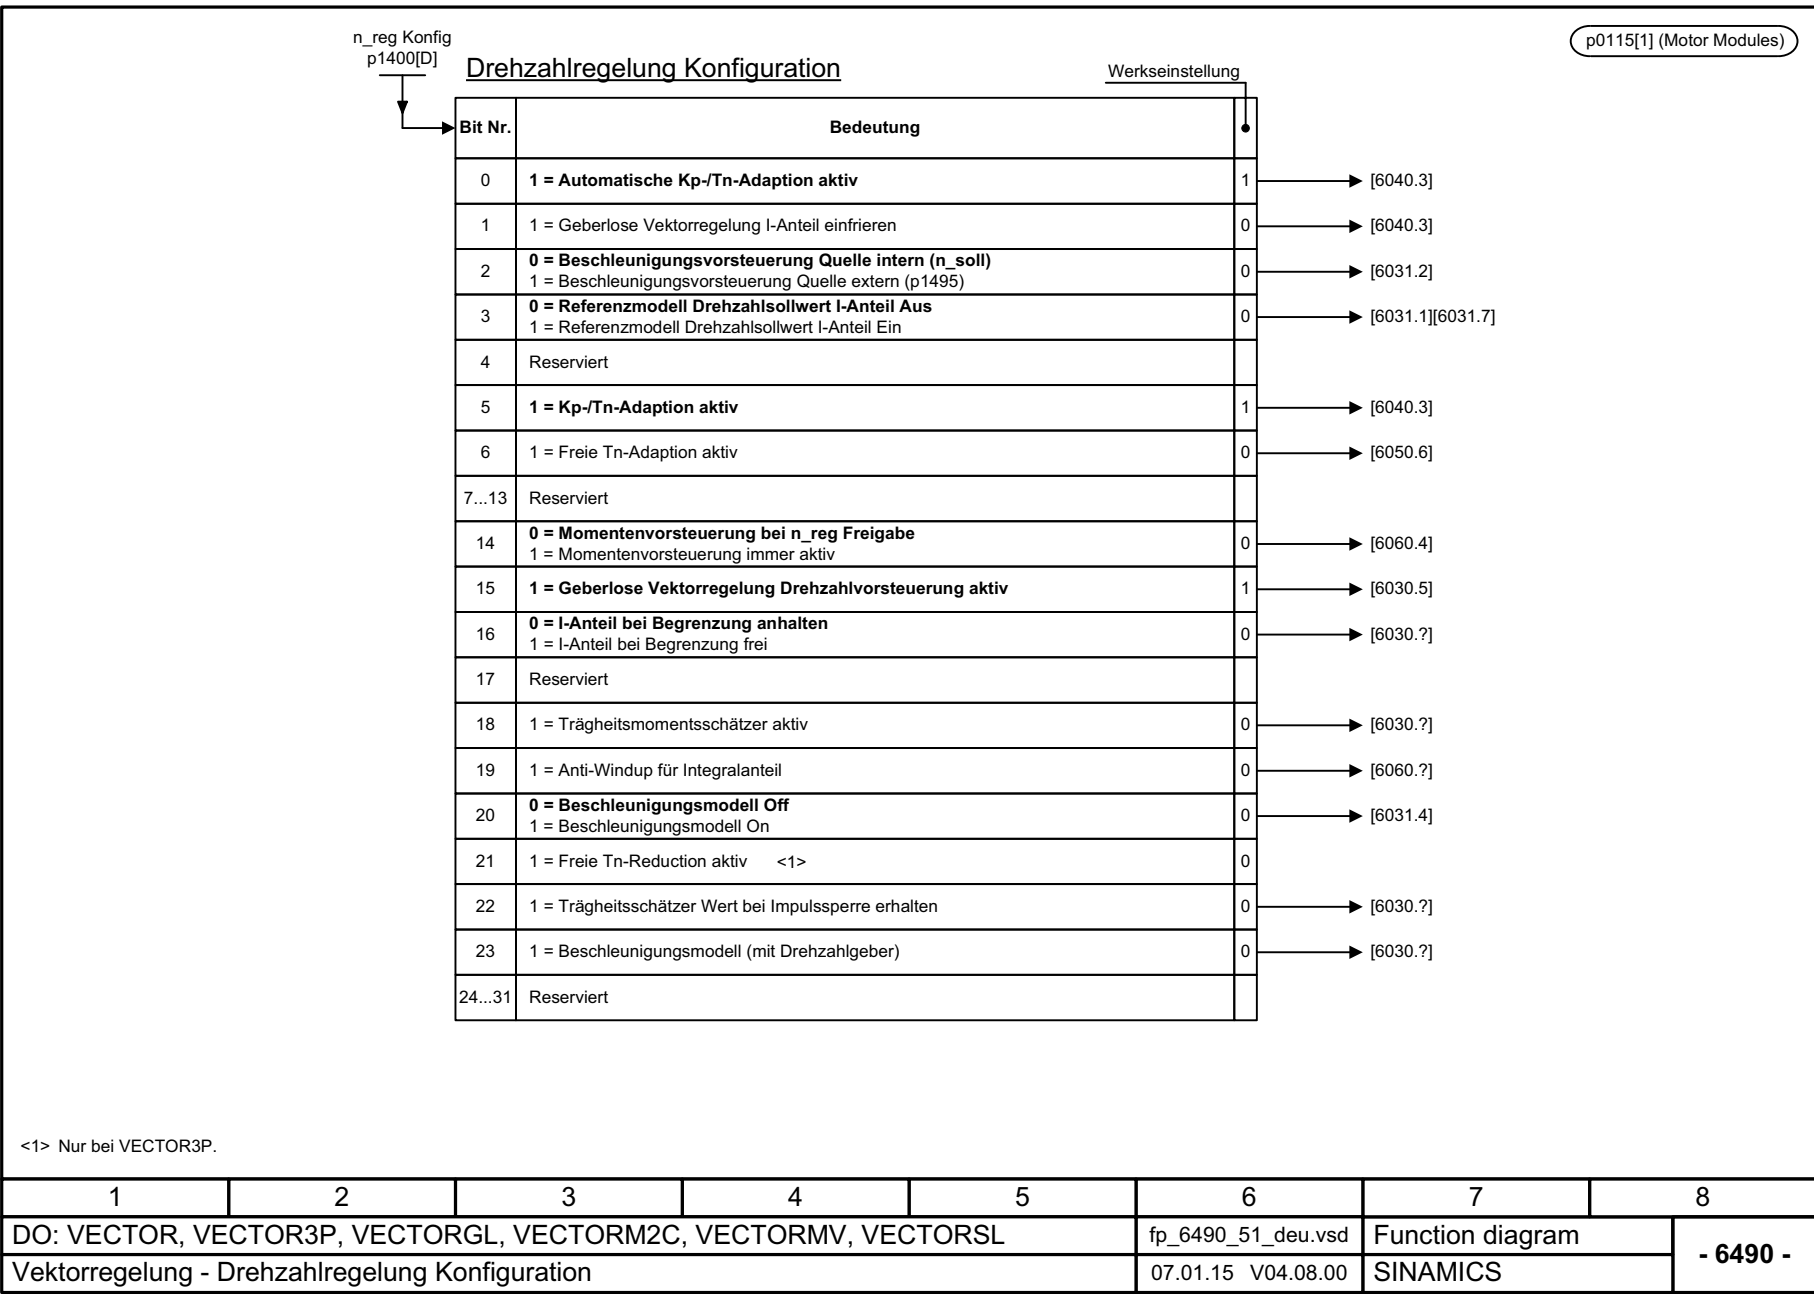 n_reg Konfig
p1400[D]
Drehzahlregelung Konfiguration
Werkseinstellung
p0115[1] (Motor Modules)
Bit Nr. Bedeutung
0 1 = Automatische Kp-/Tn-Adaption aktiv 1 [6040.3]
1 1 = Geberlose Vektorregelung I-Anteil einfrieren 0 [6040.3]
0 = Beschleunigungsvorsteuerung Quelle intern (n_soll)
2 0 [6031.2]
1 = Beschleunigungsvorsteuerung Quelle extern (p1495)
0 = Referenzmodell Drehzahlsollwert I-Anteil Aus
3 0 [6031.1][6031.7]
1 = Referenzmodell Drehzahlsollwert I-Anteil Ein
4 Reserviert
5 1 = Kp-/Tn-Adaption aktiv 1 [6040.3]
6 1 = Freie Tn-Adaption aktiv 0 [6050.6]
7...13 Reserviert
0 = Momentenvorsteuerung bei n_reg Freigabe
14 0 [6060.4]
1 = Momentenvorsteuerung immer aktiv
15 1 = Geberlose Vektorregelung Drehzahlvorsteuerung aktiv 1 [6030.5]
0 = I-Anteil bei Begrenzung anhalten
16 0 [6030.?]
1 = I-Anteil bei Begrenzung frei
17 Reserviert
18 1 = Trägheitsmomentsschätzer aktiv 0 [6030.?]
19 1 = Anti-Windup für Integralanteil 0 [6060.?]
0 = Beschleunigungsmodell Off
20 0 [6031.4]
1 = Beschleunigungsmodell On
21 1 = Freie Tn-Reduction aktiv <1> 0
22 1 = Trägheitsschätzer Wert bei Impulssperre erhalten 0 [6030.?]
23 1 = Beschleunigungsmodell (mit Drehzahlgeber) 0 [6030.?]
24...31 Reserviert
<1> Nur bei VECTOR3P.
1 2 3 4 5 6 7 8
DO: VECTOR, VECTOR3P, VECTORGL, VECTORM2C, VECTORMV, VECTORSL fp_6490_51_deu.vsd Function diagram
- 6490 -
Vektorregelung - Drehzahlregelung Konfiguration 07.01.15 V04.08.00 SINAMICS